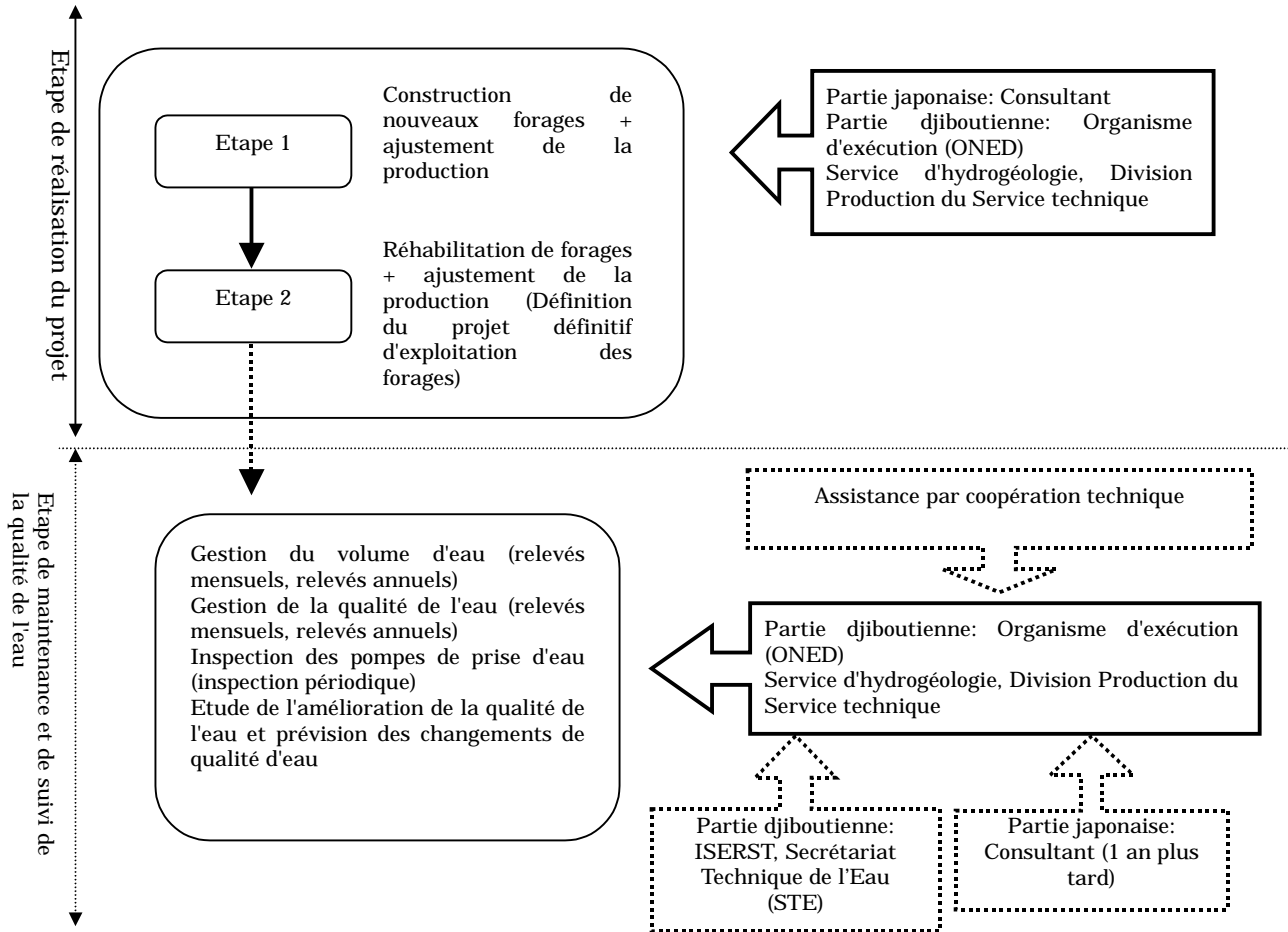 Etape de réalisation du projet
Etape 1
Construction de
nouveaux forages +
ajustement de la
production
Etape 2
Réhabilitation de forages
+ ajustement de la
production (Définition
du projet définitif
d'exploitation des
forages)
Partie japonaise: Consultant
Partie djiboutienne: Organisme
d'exécution (ONED)
Service d'hydrogéologie, Division
Production du Service technique
Etape de maintenance et de suivi de
la qualité de l'eau
Gestion du volume d'eau (relevés
mensuels, relevés annuels)
Gestion de la qualité de l'eau (relevés
mensuels, relevés annuels)
Inspection des pompes de prise d'eau
(inspection périodique)
Etude de l'amélioration de la qualité de
l'eau et prévision des changements de
qualité d'eau
Assistance par coopération technique
Partie djiboutienne: Organisme d'exécution
(ONED)
Service d'hydrogéologie, Division Production du
Service technique
Partie djiboutienne:
ISERST, Secrétariat
Technique de l’Eau
(STE)
Partie japonaise:
Consultant (1 an plus
tard)